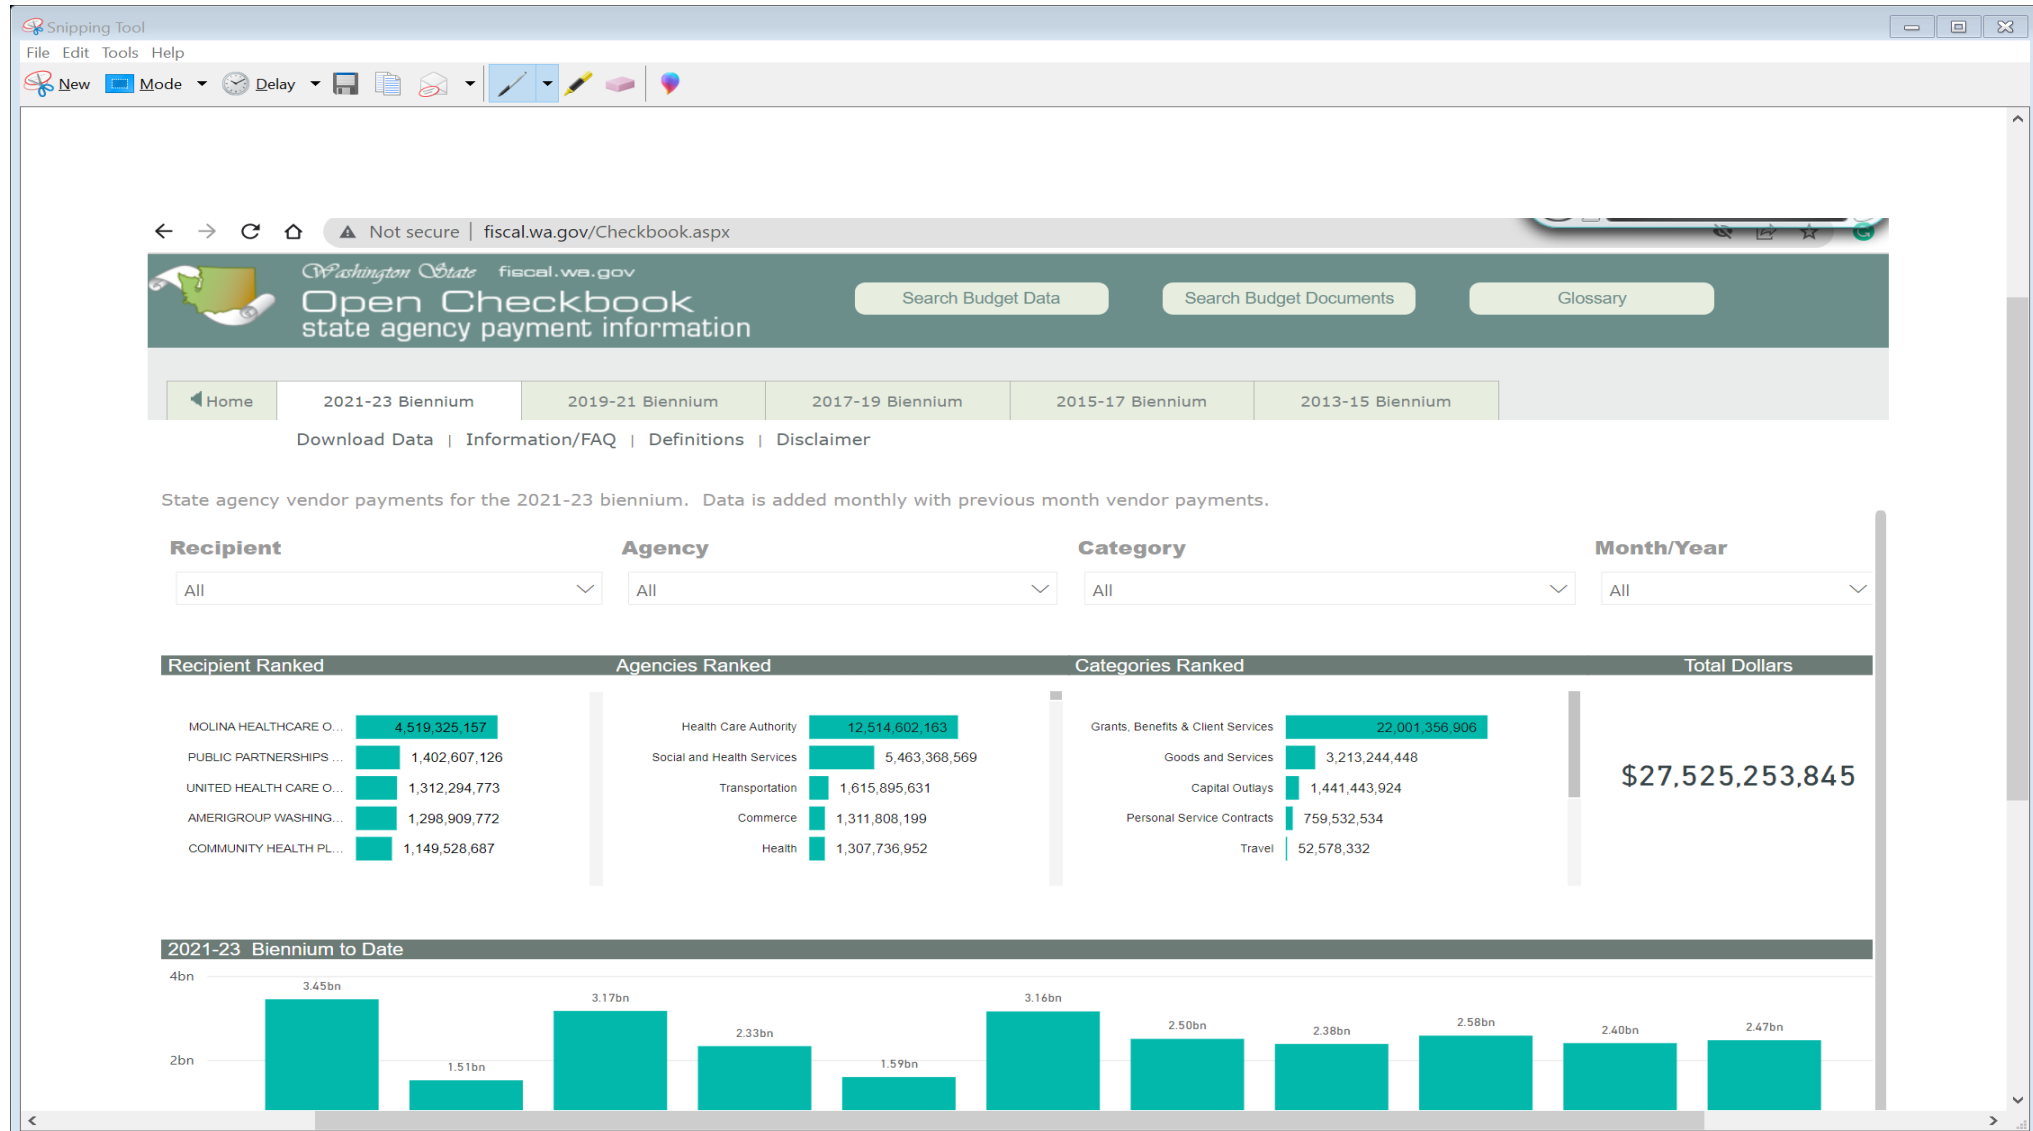 Snipping Tool
File Edit Tools Help
New Mode Delay
Not secure | fiscal.wa.gov/Checkbook.aspx
Washington State fiscal.wa.gov
Open Checkbook
state agency payment information
Search Budget Data Search Budget Documents Glossary
Home 2021-23 Biennium 2019-21 Biennium 2017-19 Biennium 2015-17 Biennium 2013-15 Biennium
Download Data | Information/FAQ | Definitions | Disclaimer
State agency vendor payments for the 2021-23 biennium. Data is added monthly with previous month vendor payments.
Recipient Agency Category Month/Year
All All All All
Recipient Ranked Agencies Ranked Categories Ranked Total Dollars
MOLINA HEALTHCARE O... 4,519,325,157 Health Care Authority 12,514,602,163 Grants, Benefits & Client Services 22,001,356,906
PUBLIC PARTNERSHIPS ... 1,402,607,126 Social and Health Services 5,463,368,569 Goods and Services 3,213,244,448
$27,525,253,845
UNITED HEALTH CARE O... 1,312,294,773 Transportation 1,615,895,631 Capital Outlays 1,441,443,924
AMERIGROUP WASHING... 1,298,909,772 Commerce 1,311,808,199 Personal Service Contracts 759,532,534
COMMUNITY HEALTH PL... 1,149,528,687 Health 1,307,736,952 Travel 52,578,332
2021-23 Biennium to Date
4bn
3.45bn 3.17bn 3.16bn
2.33bn 2.50bn 2.38bn 2.58bn 2.40bn 2.47bn
2bn 1.51bn 1.59bn